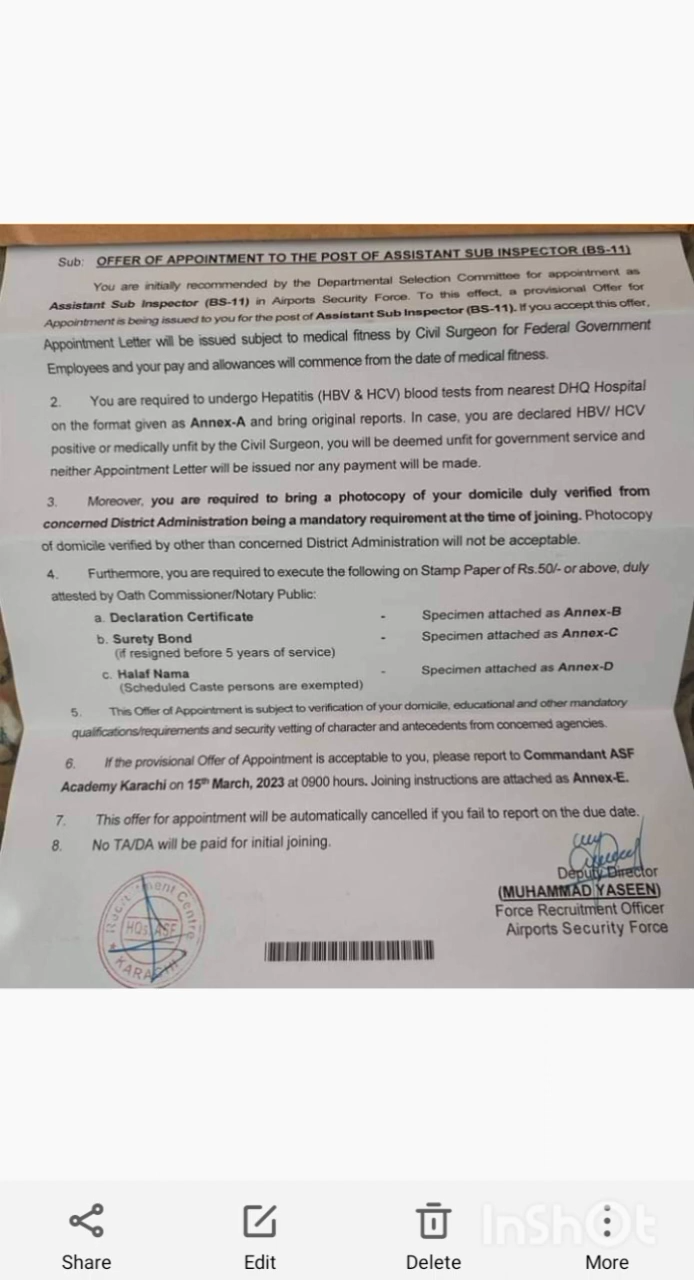 Sub: OFFER OF APPOINTMENT TO THE POST OF ASSISTANT SUB INSPECTOR (BS-11)
You are initially recommended by the Departmental Selection Committee for appointment as
Assistant Sub Inspector (BS-11) in Airports Security Force. To this effect, a provisional Offer for
Appointment is being issued to you for the post of Assistant Sub Inspector (BS-11). If you accept this offer,
Appointment Letter will be issued subject to medical fitness by Civil Surgeon for Federal Government
Employees and your pay and allowances will commence from the date of medical fitness.
2. You are required to undergo Hepatitis (HBV & HCV) blood tests from nearest DHQ Hospital
on the format given as Annex-A and bring original reports. In case, you are declared HBV/ HCV
positive or medically unfit by the Civil Surgeon, you will be deemed unfit for government service and
neither Appointment Letter will be issued nor any payment will be made.
3. Moreover, you are required to bring a photocopy of your domicile duly verified from
concerned District Administration being a mandatory requirement at the time of joining. Photocopy
of domicile verified by other than concerned District Administration will not be acceptable.
4. Furthermore, you are required to execute the following on Stamp Paper of Rs.50/- or above, duly
attested by Oath Commissioner/Notary Public:
a. Declaration Certificate - Specimen attached as Annex-B
b. Surety Bond - Specimen attached as Annex-C
(if resigned before 5 years of service)
c. Halaf Nama - Specimen attached as Annex-D
(Scheduled Caste persons are exempted)
5. This Offer of Appointment is subject to verification of your domicile, educational and other mandatory
qualifications/requirements and security vetting of character and antecedents from concerned agencies.
6. If the provisional Offer of Appointment is acceptable to you, please report to Commandant ASF
Academy Karachi on 15th March, 2023 at 0900 hours. Joining instructions are attached as Annex-E.
7. This offer for appointment will be automatically cancelled if you fail to report on the due date.
8. No TA/DA will be paid for initial joining.
Deputy Director
(MUHAMMAD YASEEN)
Force Recruitment Officer
Airports Security Force
Recruitment Centre
HQs ASF
KARACHI
InShOt
Share Edit Delete More